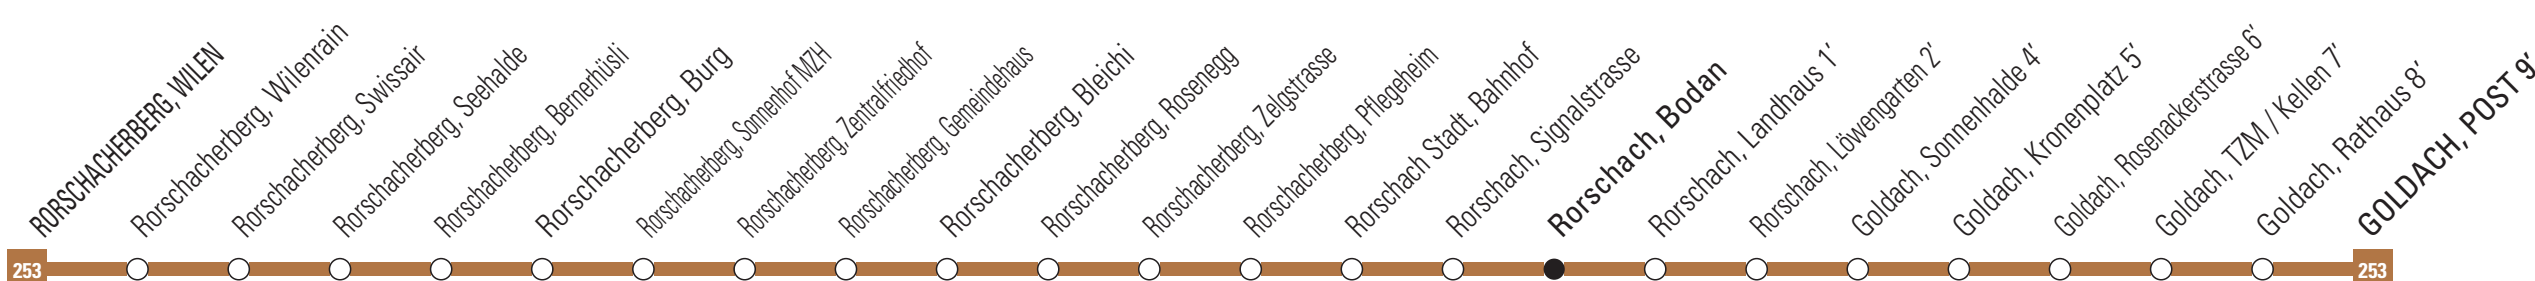 RORSCHACHERBERG, WILEN
Rorschacherberg, Wilenrain
Rorschacherberg, Swissair
Rorschacherberg, Seehalde
Rorschacherberg, Bernerhüsli
Rorschacherberg, Burg
Rorschacherberg, Sonnenhof MZH
Rorschacherberg, Zentralfriedhof
Rorschacherberg, Gemeindehaus
Rorschacherberg, Bleichi
Rorschacherberg, Rosenegg
Rorschacherberg, Zelgstrasse
Rorschacherberg, Pflegeheim
Rorschach Stadt, Bahnhof
Rorschach, Signalstrasse
Rorschach, Bodan
Rorschach, Landhaus 1'
Rorschach, Löwengarten 2'
Goldach, Sonnenhalde 4'
Goldach, Kronenplatz 5'
Goldach, Rosenackerstrasse 6'
Goldach, TZM / Kellen 7'
Goldach, Rathaus 8'
GOLDACH, POST 9'
253
253